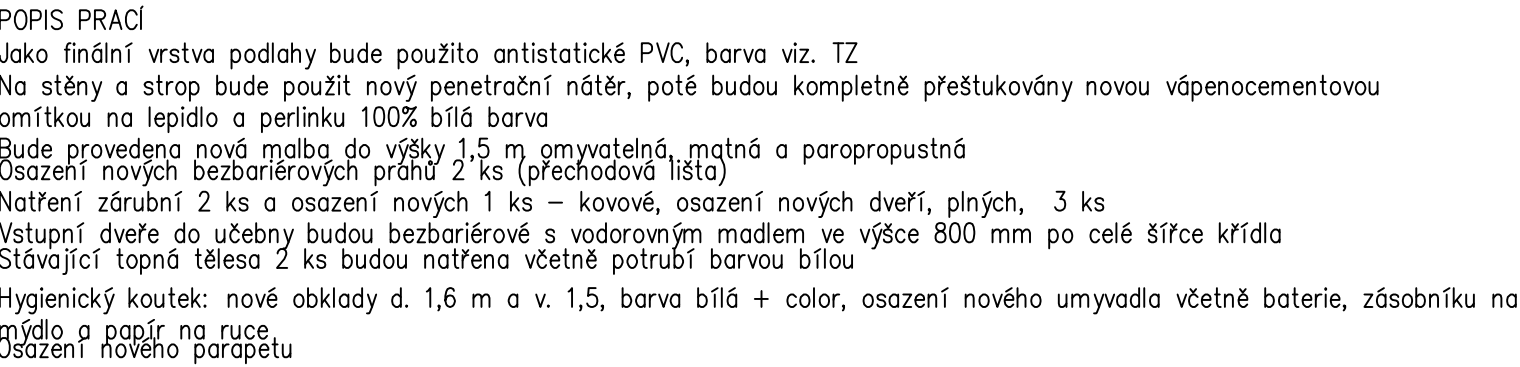 POPIS PRACÍ
Jako finální vrstva podlahy bude použito antistatické PVC, barva viz. TZ
Na stěny a strop bude použit nový penetrační nátěr, poté budou kompletně přeštukovány novou vápenocementovou
omítkou na lepidlo a perlinku 100% bílá barva
Bude provedena nová malba do výšky 1,5 m omyvatelná, matná a paropropustná
Osazení nových bezbariérových prahů 2 ks (přechodová lišta)
Natření zárubní 2 ks a osazení nových 1 ks – kovové, osazení nových dveří, plných,  3 ks
Vstupní dveře do učebny budou bezbariérové s vodorovným madlem ve výšce 800 mm po celé šířce křídla
Stávající topná tělesa 2 ks budou natřena včetně potrubí barvou bílou
Hygienický koutek: nové obklady d. 1,6 m a v. 1,5, barva bílá + color, osazení nového umyvadla včetně baterie, zásobníku na
mýdlo a papír na ruce
Osazení nového parapetu